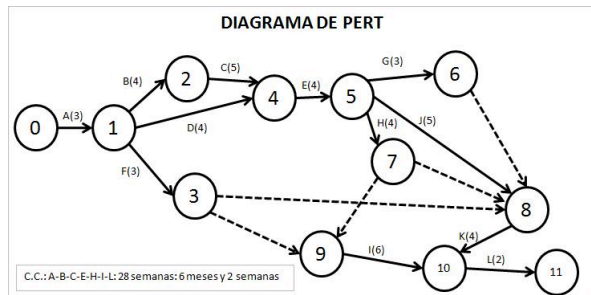 DIAGRAMA DE PERT
G(3)
C(5)
B(4)
2
6
E(4)
4
5
J(5)
A(3)
H(4)
0
1
D(4)
7
F(3)
3
8
K(4)
9
I(6)
L(2)
10
11
C.C.: A-B-C-E-H-I-L: 28 semanas: 6 meses y 2 semanas